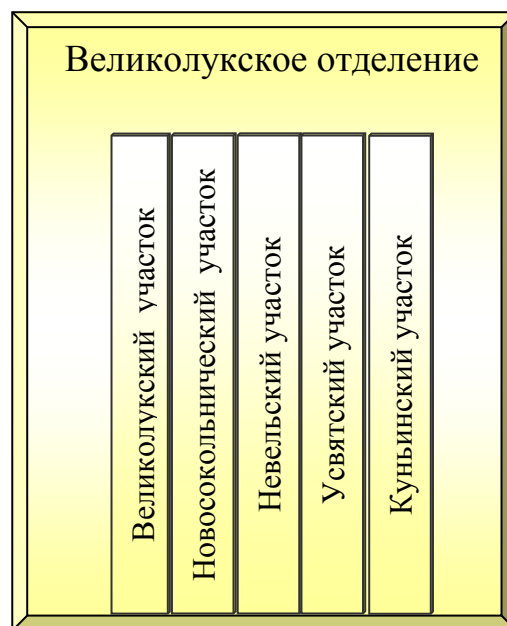 Великолукское отделение
Великолукский участок
Новосокольнический участок
Невельский участок
Усвятский участок
Куньинский участок